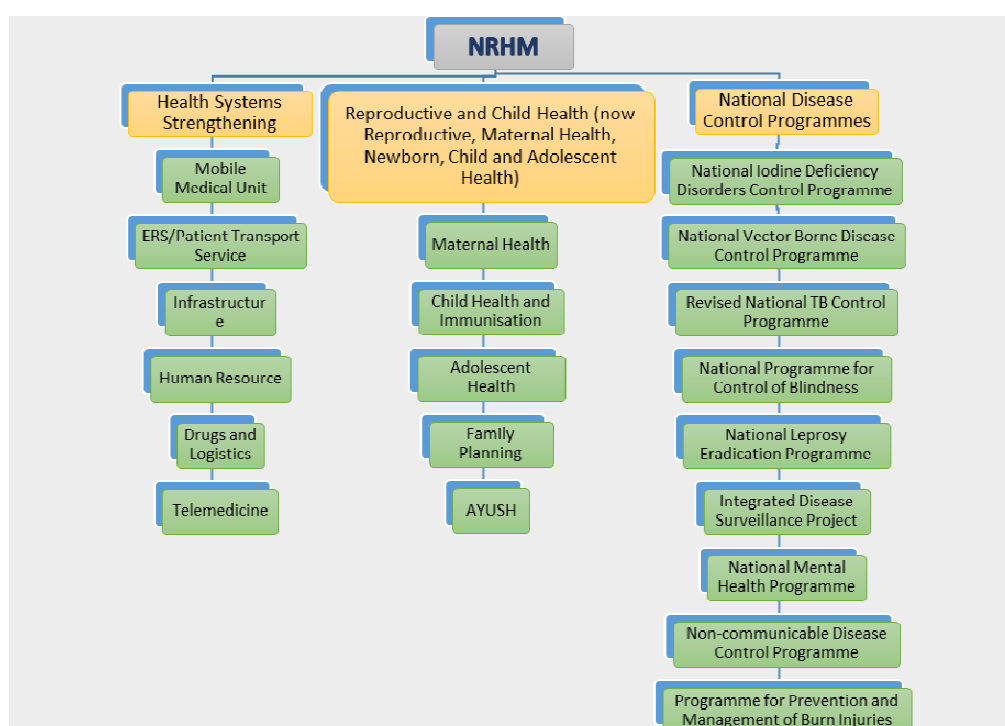 NRHM
Health Systems
Strengthening
Mobile
Medical Unit
ERS/Patient Transport
Service
Infrastructur
e
Human Resource
Drugs and
Logistics
Telemedicine
Reproductive and Child Health (now
Reproductive, Maternal Health,
Newborn, Child and Adolescent
Health)
Maternal Health
Child Health and
Immunisation
Adolescent
Health
Family
Planning
AYUSH
National Disease
Control Programmes
National Iodine Deficiency
Disorders Control Programme
National Vector Borne Disease
Control Programme
Revised National TB Control
Programme
National Programme for
Control of Blindness
National Leprosy
Eradication Programme
Integrated Disease
Surveillance Project
National Mental
Health Programme
Non-communicable Disease
Control Programme
Programme for Prevention and
Management of Burn Injuries